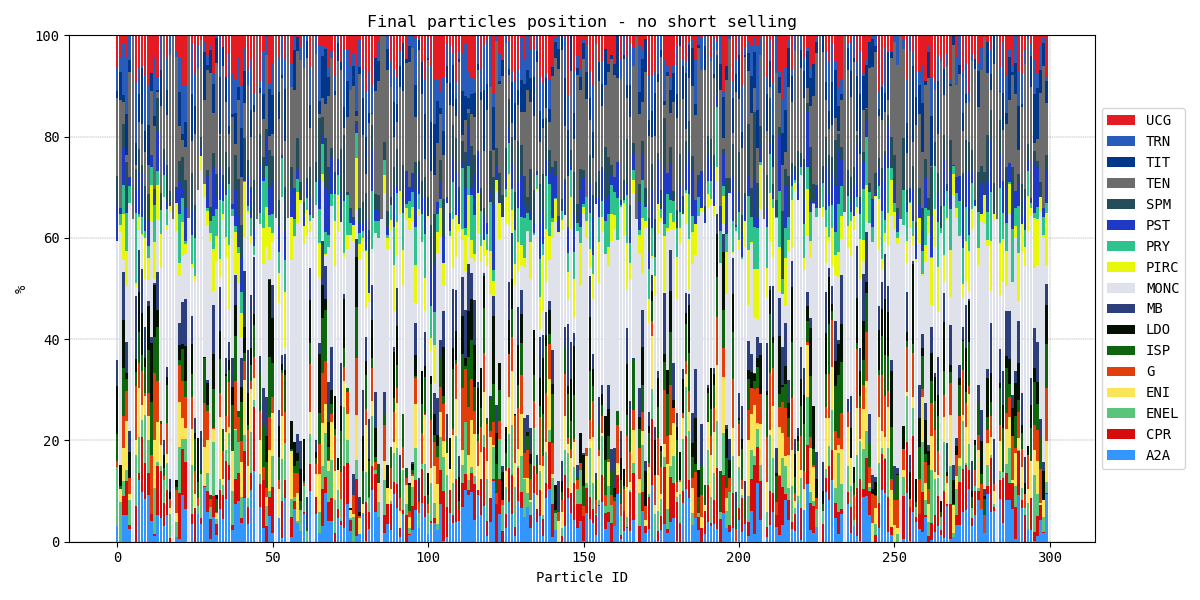 Final particles position - no short selling
100
80
60
40
20
0
%
0 50 100 150 200 250 300
Particle ID
UCG
TRN
TIT
TEN
SPM
PST
PRY
PIRC
MONC
MB
LDO
ISP
G
ENI
ENEL
CPR
A2A